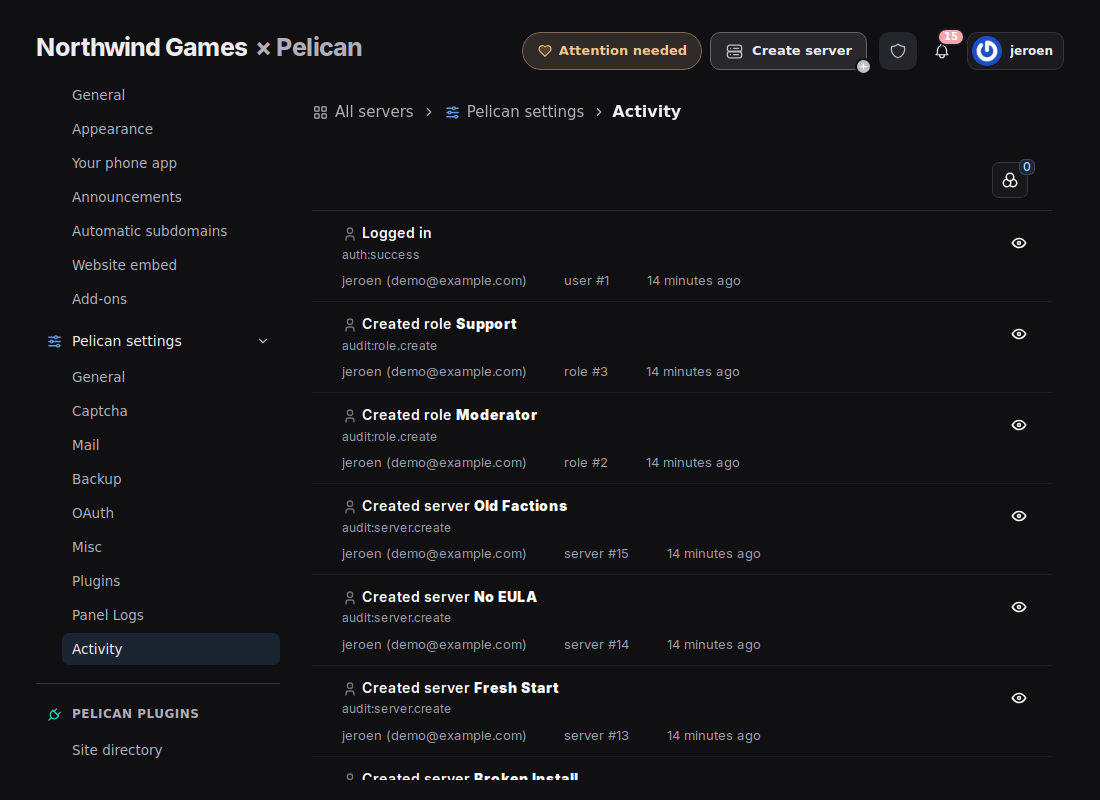 Northwind Games × Pelican
Attention needed
Create server
15
jeroen
General
Appearance
Your phone app
Announcements
Automatic subdomains
Website embed
Add-ons
Pelican settings
General
Captcha
Mail
Backup
OAuth
Misc
Plugins
Panel Logs
Activity
PELICAN PLUGINS
Site directory
All servers > Pelican settings > Activity
0
Logged in
auth:success
jeroen (demo@example.com) user #1 14 minutes ago
Created role Support
audit:role.create
jeroen (demo@example.com) role #3 14 minutes ago
Created role Moderator
audit:role.create
jeroen (demo@example.com) role #2 14 minutes ago
Created server Old Factions
audit:server.create
jeroen (demo@example.com) server #15 14 minutes ago
Created server No EULA
audit:server.create
jeroen (demo@example.com) server #14 14 minutes ago
Created server Fresh Start
audit:server.create
jeroen (demo@example.com) server #13 14 minutes ago
Created server Broken Install